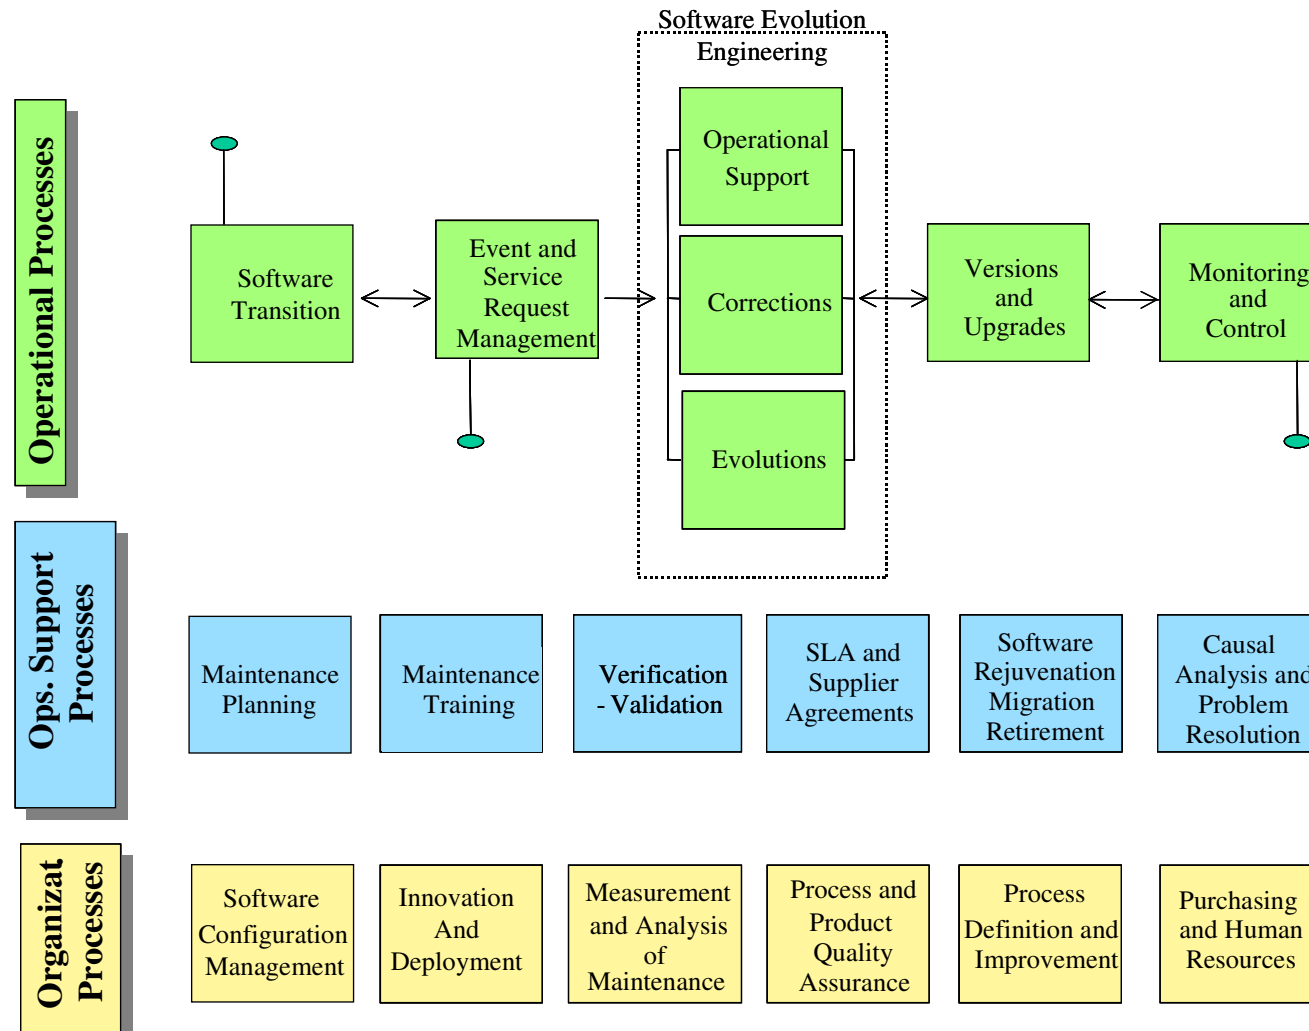 Software Evolution
Engineering
Operational Processes
Operational
Support
Software
Transition
Event and
Service
Request
Management
Corrections
Evolutions
Versions
and
Upgrades
Monitoring
and
Control
Ops. Support
Processes
Maintenance
Planning
Maintenance
Training
Verification
- Validation
SLA and
Supplier
Agreements
Software
Rejuvenation
Migration
Retirement
Causal
Analysis and
Problem
Resolution
Organizat.
Processes
Software
Configuration
Management
Innovation
And
Deployment
Measurement
and Analysis
of
Maintenance
Process and
Product
Quality
Assurance
Process
Definition and
Improvement
Purchasing
and Human
Resources